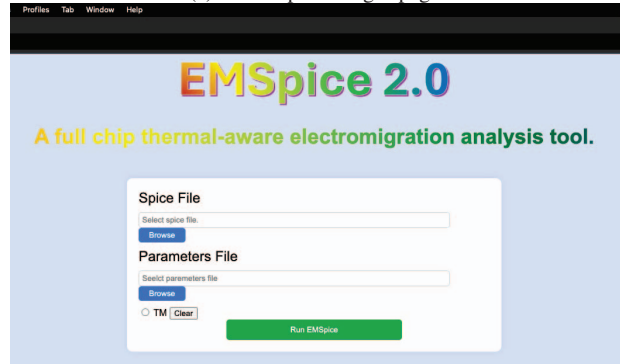 Profiles Tab Window Help
EMSpice 2.0
A full chip thermal-aware electromigration analysis tool.
Spice File
Select spice file.
Browse
Parameters File
Seelct paremeters file
Browse
TM Clear
Run EMSpice